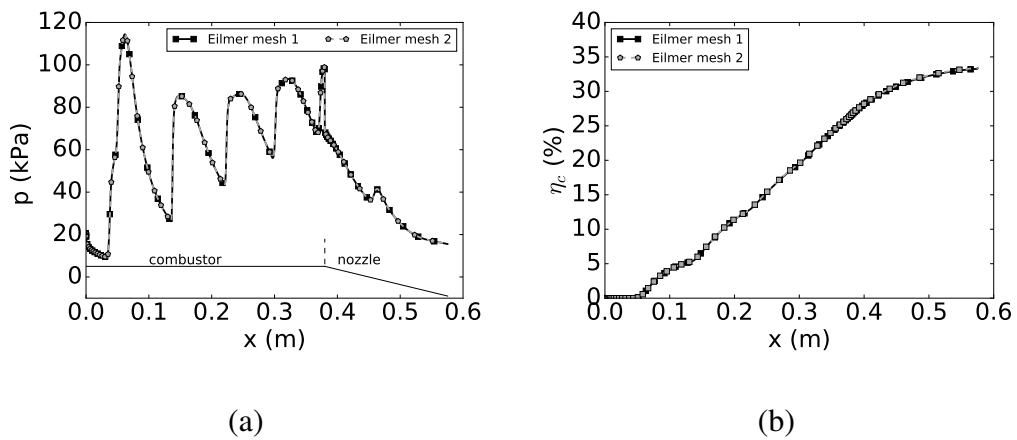 120
100
80
60
40
20
0
p (kPa)
Eilmer mesh 1 Eilmer mesh 2
combustor nozzle
0.0 0.1 0.2 0.3 0.4 0.5 0.6
x (m)
(a)
40
35
30
25
20
15
10
5
0
η_c (%)
Eilmer mesh 1
Eilmer mesh 2
0.0 0.1 0.2 0.3 0.4 0.5 0.6
x (m)
(b)